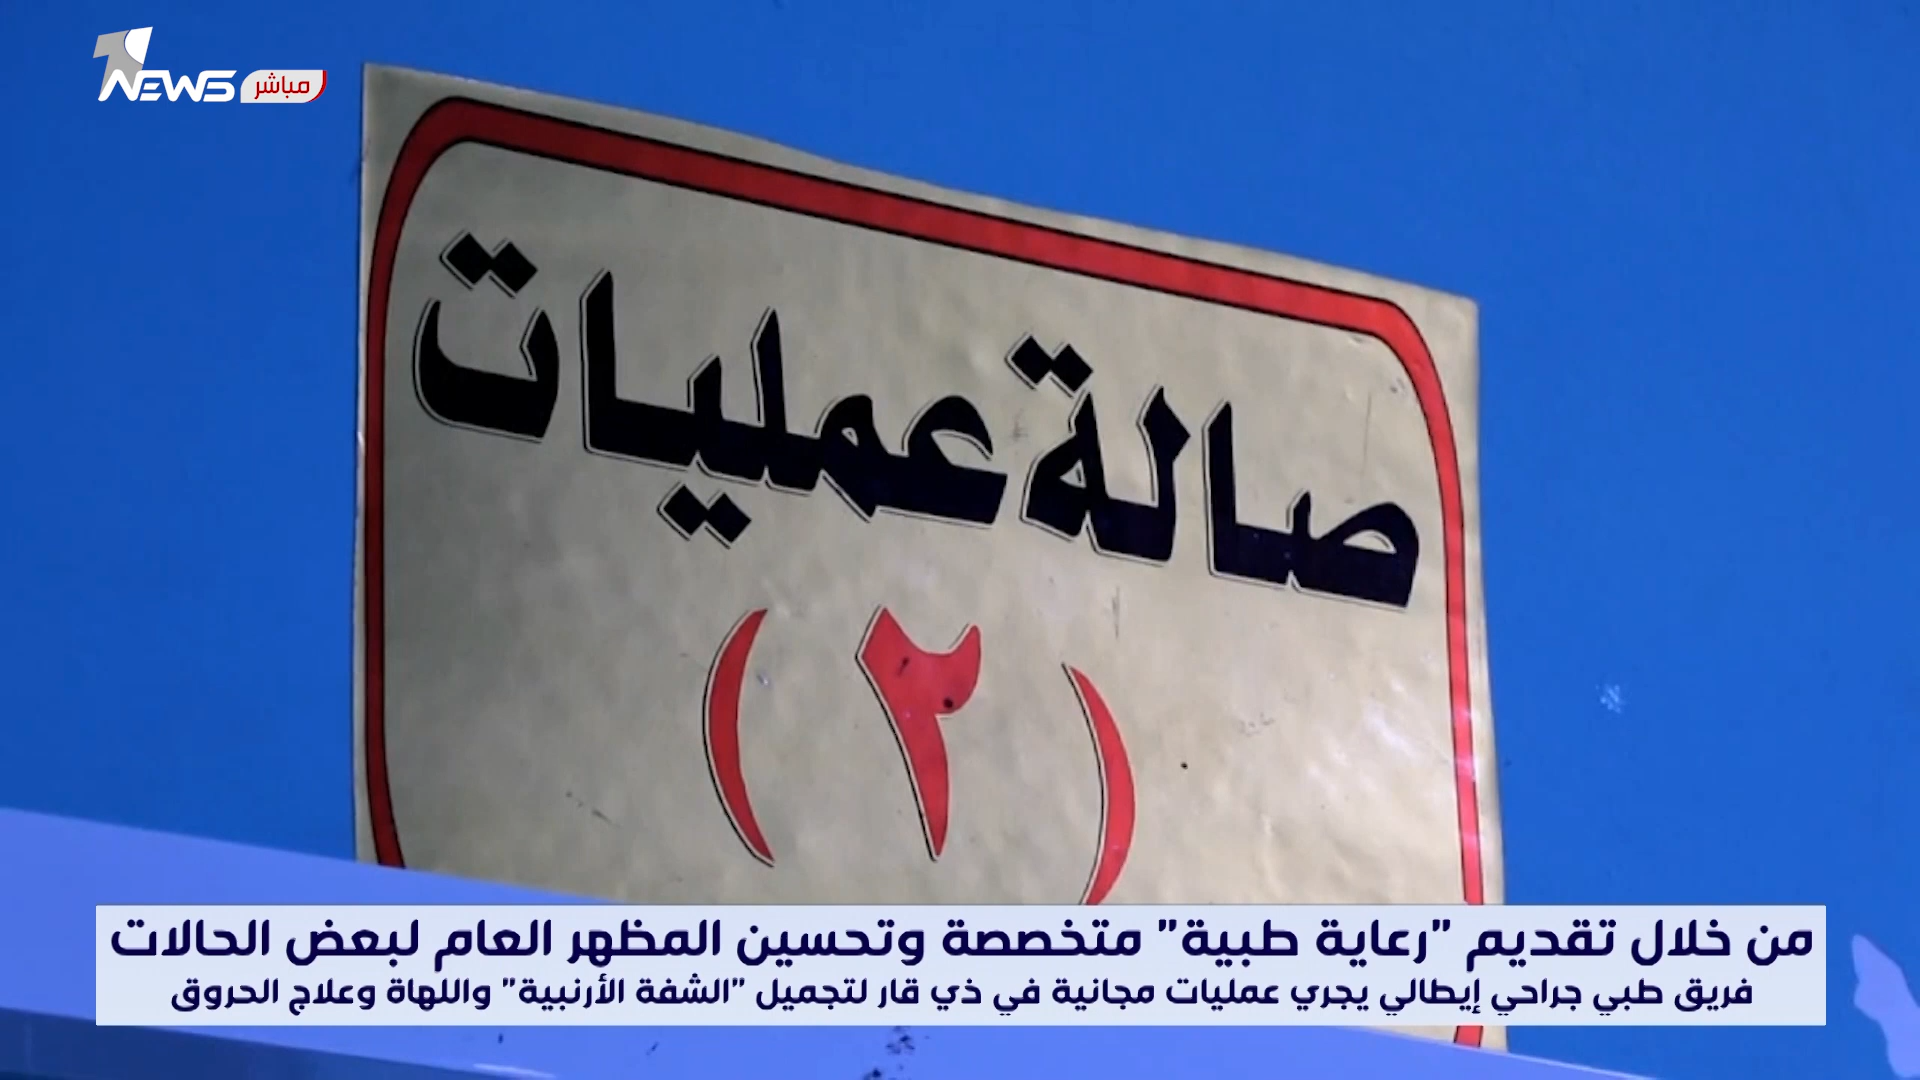 1NEWS مباشر
صالة عمليات
(٢)
من خلال تقديم "رعاية طبية" متخصصة وتحسين المظهر العام لبعض الحالات
فريق طبي جراحي إيطالي يجري عمليات مجانية في ذي قار لتجميل "الشفة الأرنبية" واللهاة وعلاج الحروق